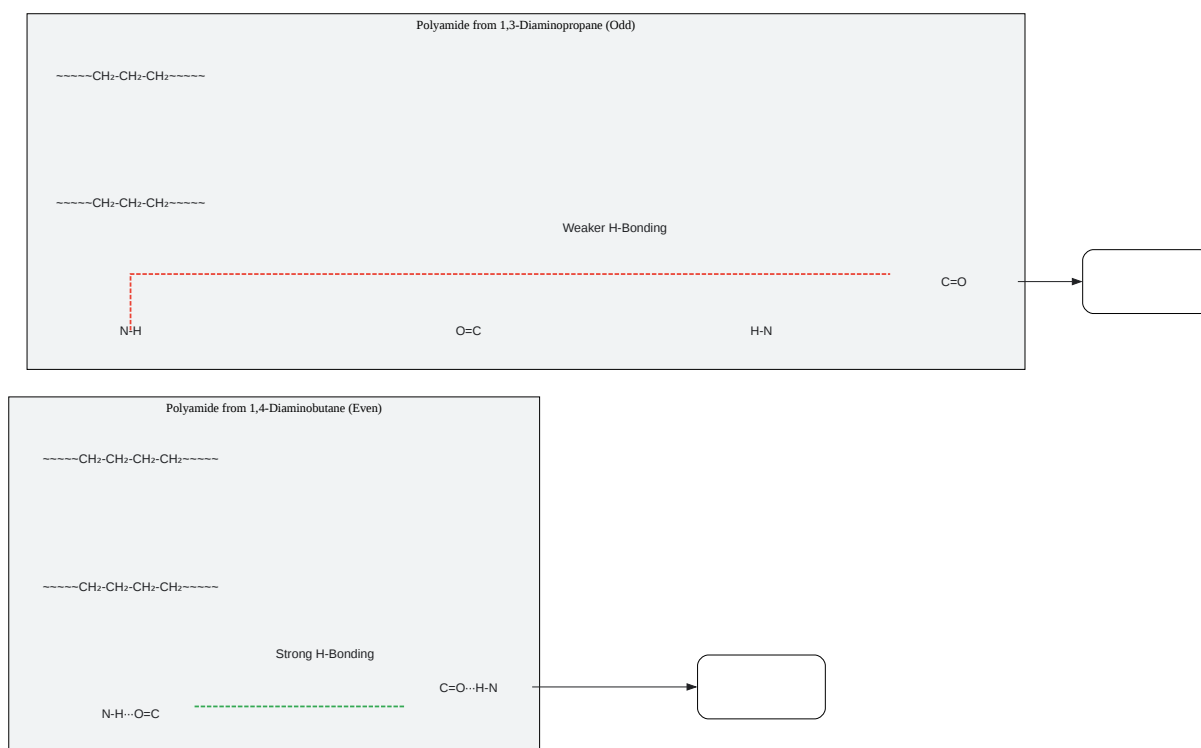 Polyamide from 1,3-Diaminopropane (Odd)
~~~~~CH₂-CH₂-CH₂~~~~~
~~~~~CH₂-CH₂-CH₂~~~~~
Weaker H-Bonding
C=O
N-H
O=C
H-N
Polyamide from 1,4-Diaminobutane (Even)
~~~~~CH₂-CH₂-CH₂-CH₂~~~~~
~~~~~CH₂-CH₂-CH₂-CH₂~~~~~
Strong H-Bonding
C=O···H-N
N-H···O=C